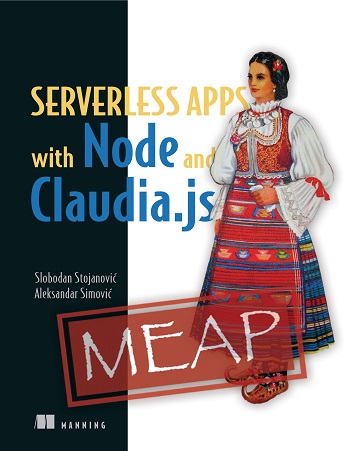 SERVERLESS APPS
with Node and
Claudia.js
Slobodan Stojanović
Aleksandar Simović
MEAP
MANNING